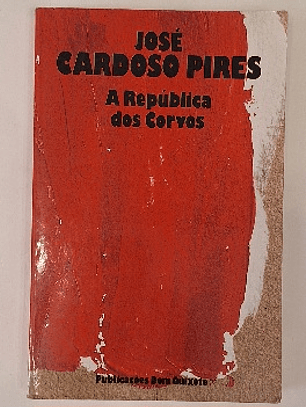 JOSÉ
CARDOSO PIRES
A República
dos Corvos
Publicações Dom Quixote